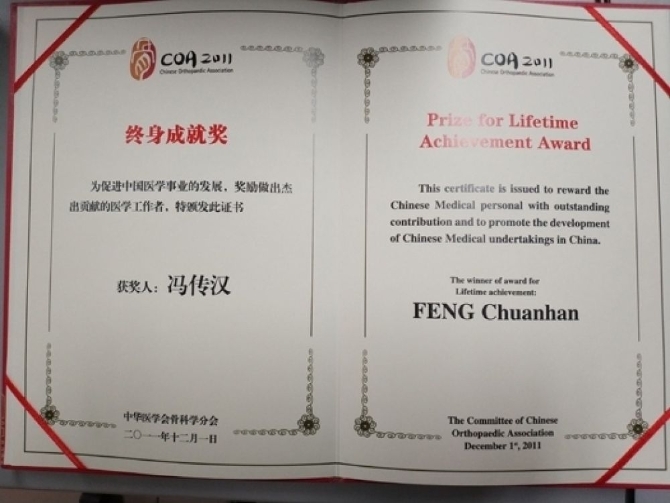 COA 2011
Chinese Orthopaedic Association
终身成就奖
为促进中国医学事业的发展，奖励做出杰
出贡献的医学工作者，特颁发此证书
获奖人：冯传汉
中华医学会骨科学分会
二〇一一年十二月一日
COA 2011
Chinese Orthopaedic Association
Prize for Lifetime
Achievement Award
This certificate is issued to reward the
Chinese Medical personal with outstanding
contribution and to promote the development
of Chinese Medical undertakings in China.
The winner of award for
Lifetime achievement:
FENG Chuanhan
The Committee of Chinese
Orthopaedic Association
December 1st, 2011